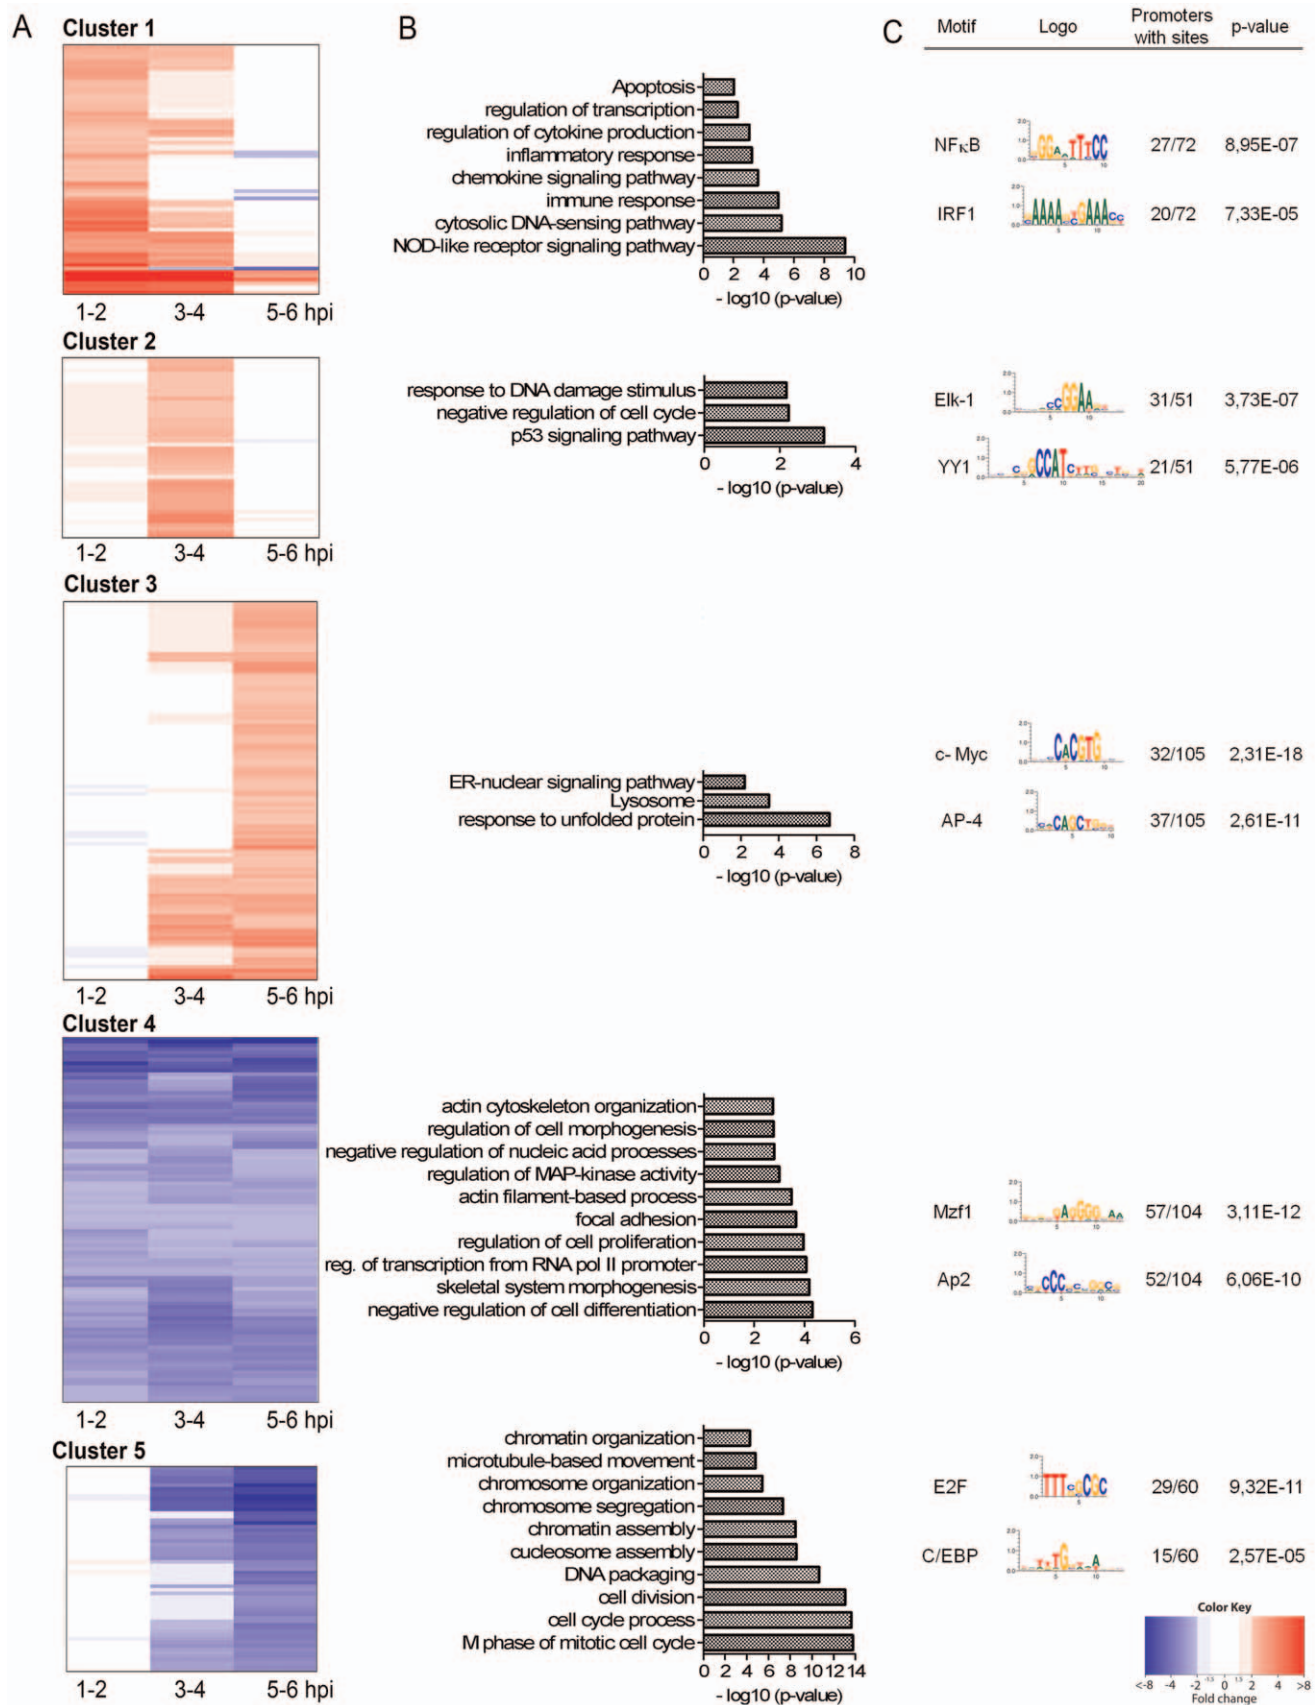 A
B
C
Motif Logo Promoters with sites p-value
Cluster 1
1-2 3-4 5-6 hpi
Apoptosis
regulation of transcription
regulation of cytokine production
inflammatory response
chemokine signaling pathway
immune response
cytosolic DNA-sensing pathway
NOD-like receptor signaling pathway
0 2 4 6 8 10
- log10 (p-value)
NFκB 27/72 8,95E-07
IRF1 20/72 7,33E-05
Cluster 2
1-2 3-4 5-6 hpi
response to DNA damage stimulus
negative regulation of cell cycle
p53 signaling pathway
0 2 4
- log10 (p-value)
Elk-1 31/51 3,73E-07
YY1 21/51 5,77E-06
Cluster 3
1-2 3-4 5-6 hpi
ER-nuclear signaling pathway
Lysosome
response to unfolded protein
0 2 4 6 8
- log10 (p-value)
c- Myc 32/105 2,31E-18
AP-4 37/105 2,61E-11
Cluster 4
1-2 3-4 5-6 hpi
actin cytoskeleton organization
regulation of cell morphogenesis
negative regulation of nucleic acid processes
regulation of MAP-kinase activity
actin filament-based process
focal adhesion
regulation of cell proliferation
reg. of transcription from RNA pol II promoter
skeletal system morphogenesis
negative regulation of cell differentiation
0 2 4 6
- log10 (p-value)
Mzf1 57/104 3,11E-12
Ap2 52/104 6,06E-10
Cluster 5
1-2 3-4 5-6 hpi
chromatin organization
microtubule-based movement
chromosome organization
chromosome segregation
chromatin assembly
cucleosome assembly
DNA packaging
cell division
cell cycle process
M phase of mitotic cell cycle
0 2 4 6 8 10 12 14
- log10 (p-value)
E2F 29/60 9,32E-11
C/EBP 15/60 2,57E-05
Color Key
<-8 -4 -2 -1.5 1.5 2 4 >8
Fold change